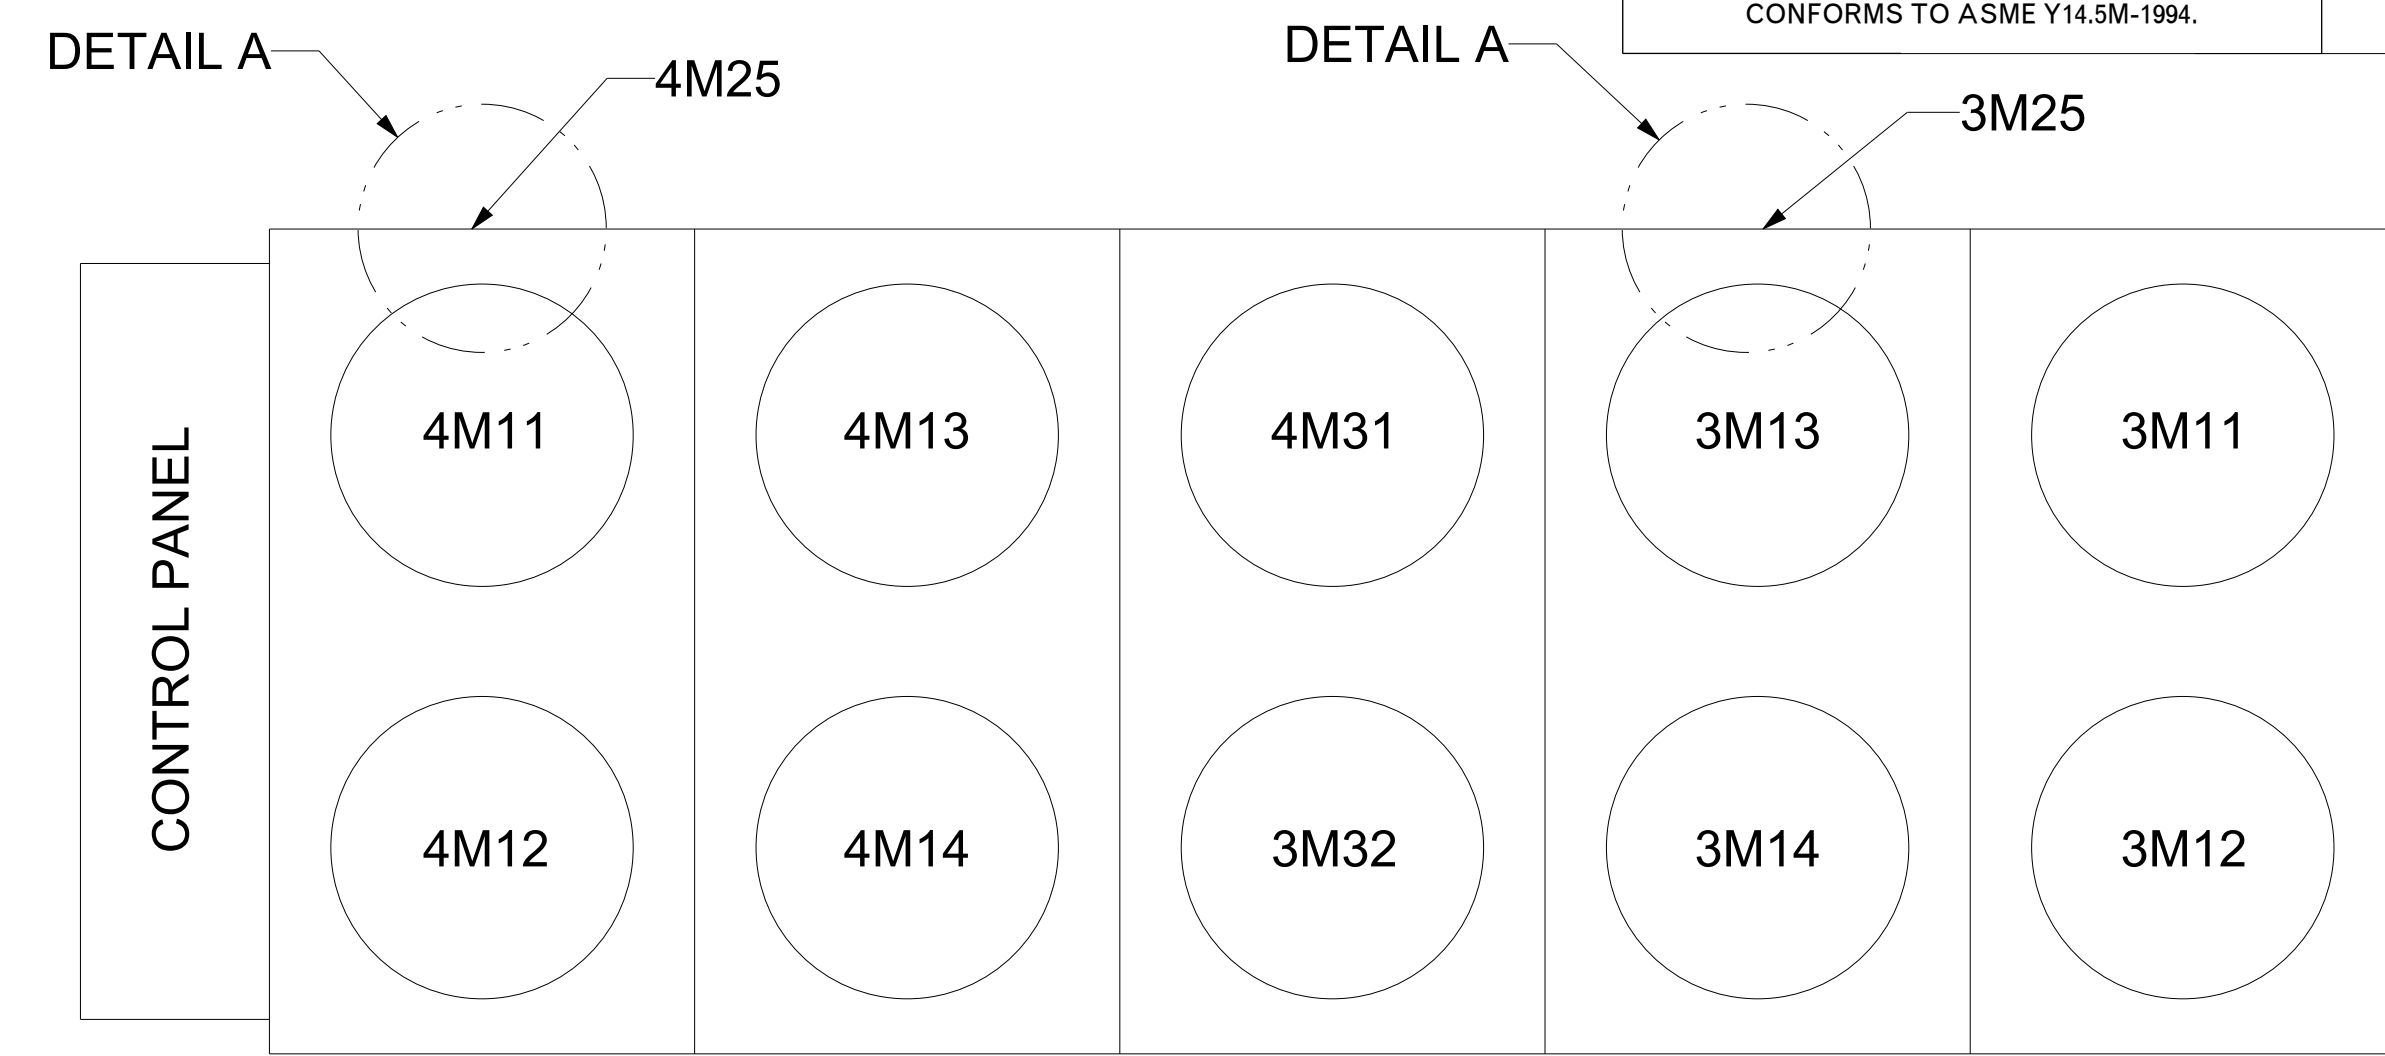 CONFORMS TO ASME Y14.5M-1994.
DETAIL A
4M25
DETAIL A
3M25
CONTROL PANEL
4M11
4M13
4M31
3M13
3M11
4M12
4M14
3M32
3M14
3M12